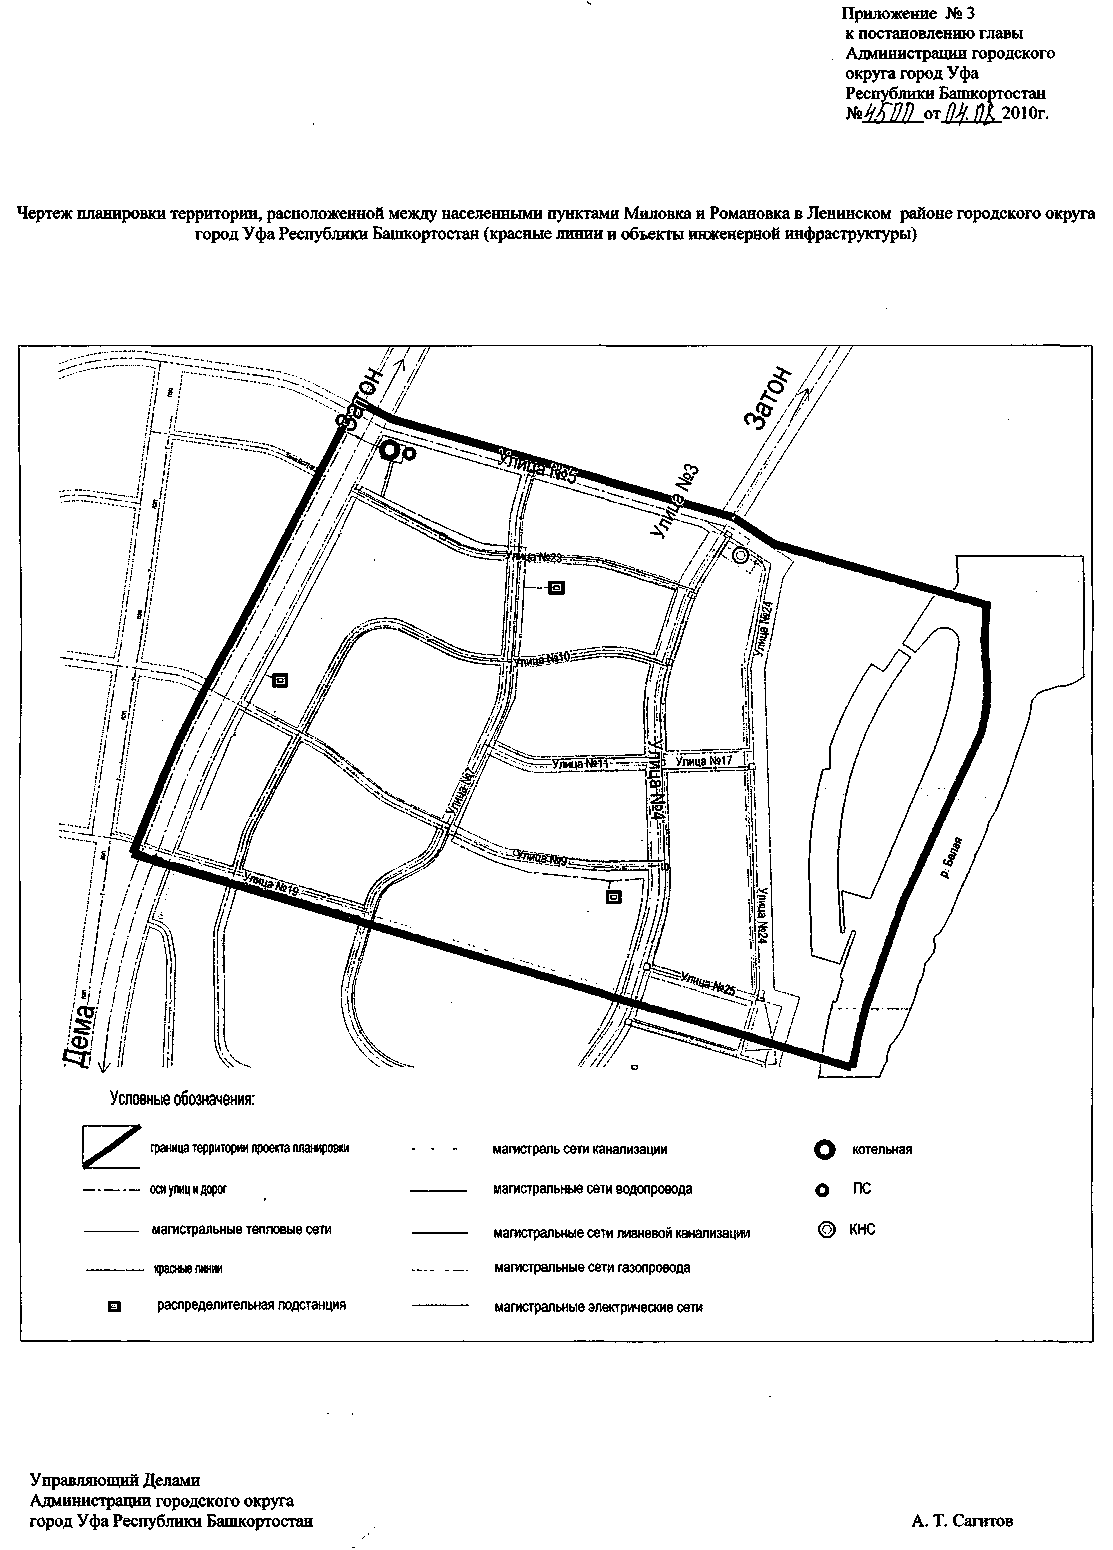 Приложение № 3
к постановлению главы
Администрации городского
округа город Уфа
Республики Башкортостан
№ 4500 от 04.08. 2010г.
Чертеж планировки территории, расположенной между населенными пунктами Миловка и Романовка в Ленинском районе городского округа
город Уфа Республики Башкортостан (красные линии и объекты инженерной инфраструктуры)
Затон
Затон
Улица №5
Улица №3
Улица №23
Улица №24
Улица №10
Улица №11
Улица №17
Улица №4
Улица №7
Улица №9
р. Белая
Улица №19
Улица №24
Улица №25
Дема
Условные обозначения:
граница территории проекта планировки
оси улиц и дорог
магистральные тепловые сети
красные линии
распределительная подстанция
магистраль сети канализации
магистральные сети водопровода
магистральные сети ливневой канализации
магистральные сети газопровода
магистральные электрические сети
котельная
ПС
КНС
Управляющий Делами
Администрации городского округа
город Уфа Республики Башкортостан
А. Т. Сагитов